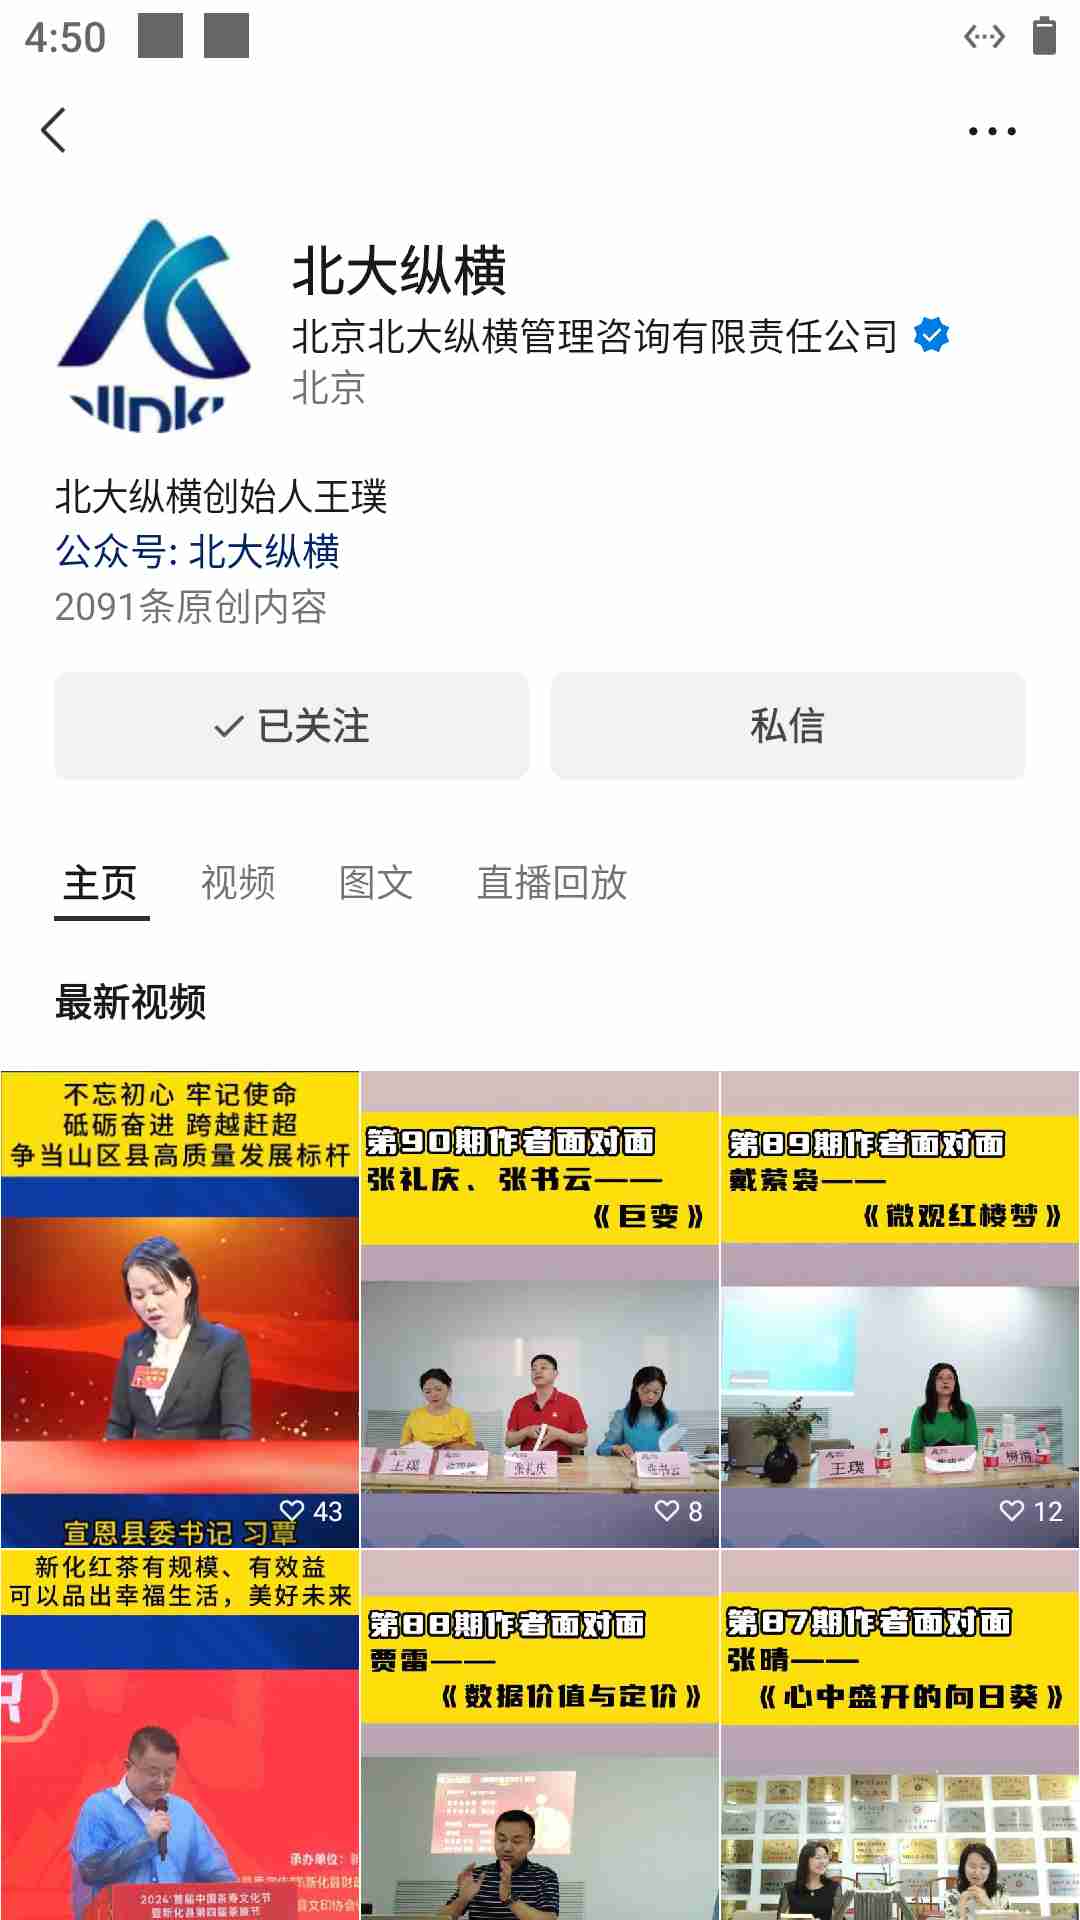 4:50
北大纵横
北京北大纵横管理咨询有限责任公司
北京
北大纵横创始人王璞
公众号: 北大纵横
2091条原创内容
已关注
私信
主页
视频
图文
直播回放
最新视频
不忘初心 牢记使命
砥砺奋进 跨越赶超
争当山区县高质量发展标杆
宣恩县委书记 习覃
43
第90期作者面对面
张礼庆、张书云——
《巨变》
王璞
张礼庆
张书云
8
第89期作者面对面
戴萦袅——
《微观红楼梦》
王璞
12
新化红茶有规模、有效益
可以品出幸福生活，美好未来
承办单位：
2024'首届中国茶寿文化节
暨新化县第四届茶旅节
第88期作者面对面
贾雷——
《数据价值与定价》
第87期作者面对面
张晴——
《心中盛开的向日葵》